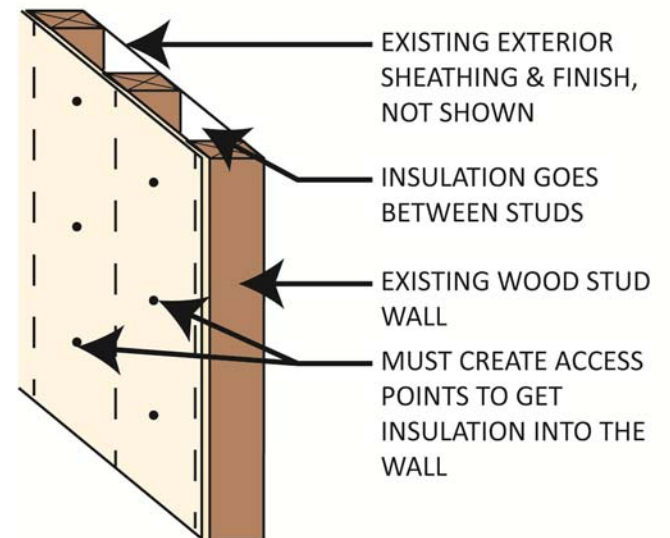 EXISTING EXTERIOR
SHEATHING & FINISH,
NOT SHOWN
INSULATION GOES
BETWEEN STUDS
EXISTING WOOD STUD
WALL
MUST CREATE ACCESS
POINTS TO GET
INSULATION INTO THE
WALL